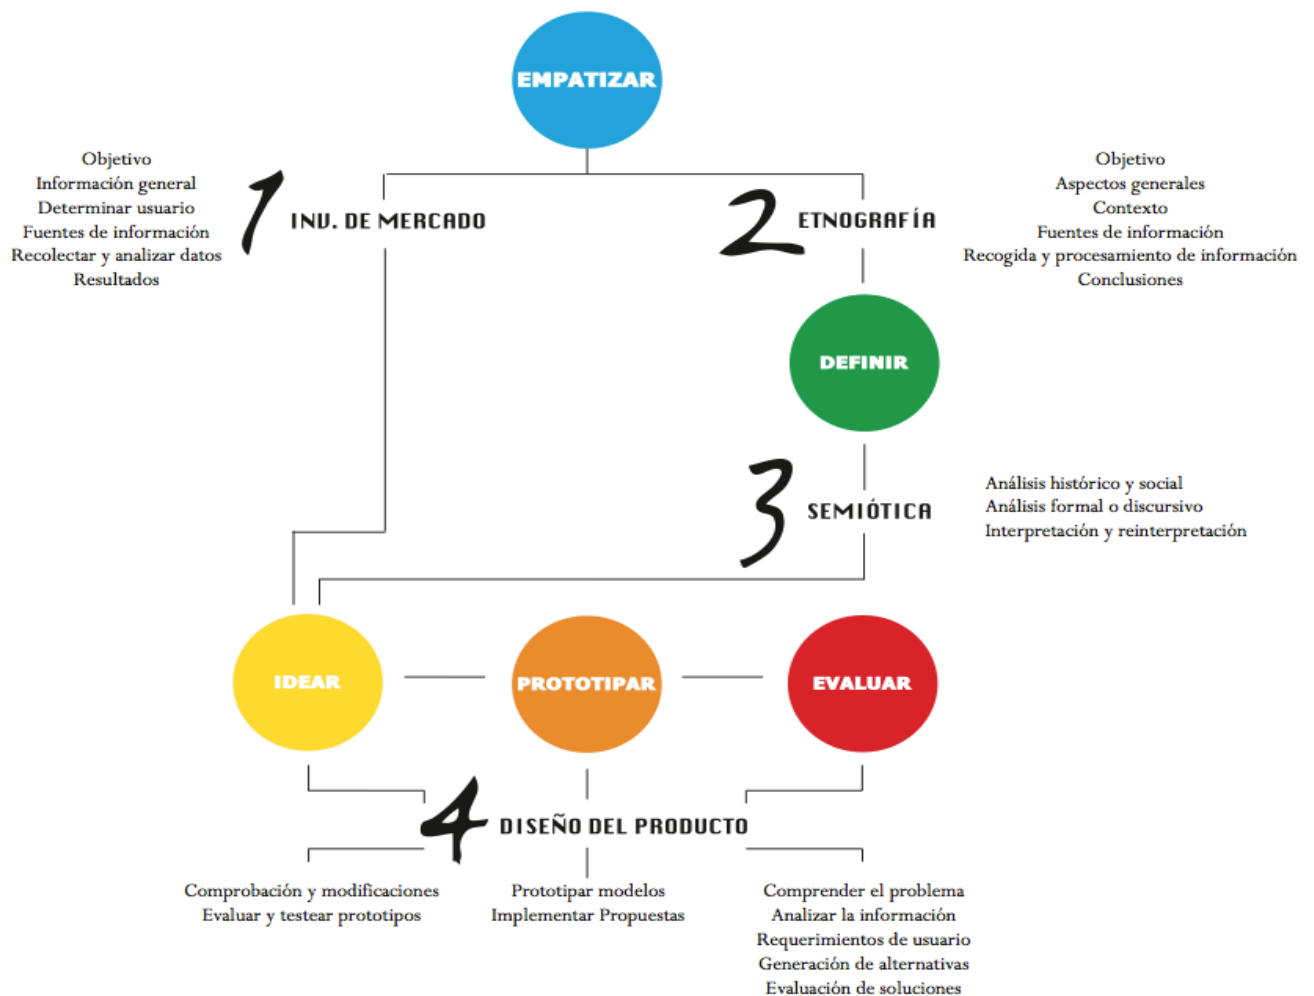 EMPATIZAR
Objetivo
Información general
Determinar usuario
Fuentes de información
Recolectar y analizar datos
Resultados
1 INV. DE MERCADO
2 ETNOGRAFÍA
Objetivo
Aspectos generales
Contexto
Fuentes de información
Recogida y procesamiento de información
Conclusiones
DEFINIR
3 SEMIÓTICA
Análisis histórico y social
Análisis formal o discursivo
Interpretación y reinterpretación
IDEAR
PROTOTIPAR
EVALUAR
4 DISEÑO DEL PRODUCTO
Comprobación y modificaciones
Evaluar y testear prototipos
Prototipar modelos
Implementar Propuestas
Comprender el problema
Analizar la información
Requerimientos de usuario
Generación de alternativas
Evaluación de soluciones